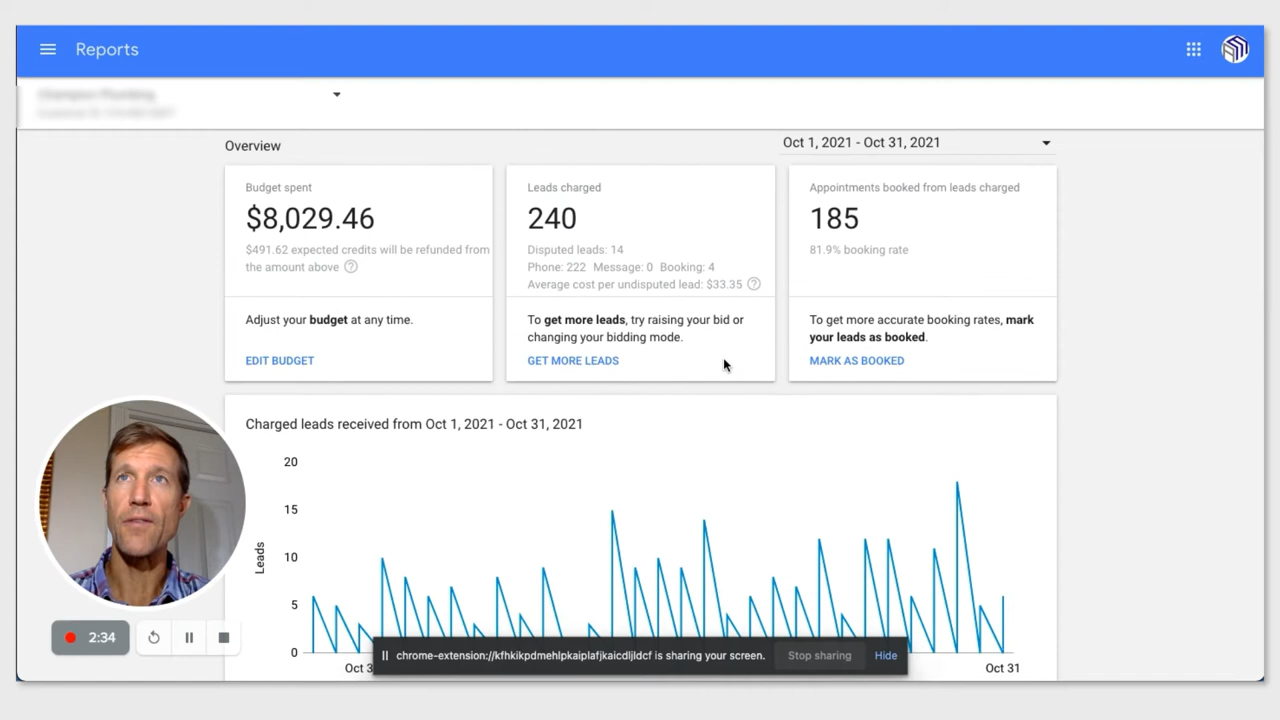 Reports
Overview
Oct 1, 2021 - Oct 31, 2021
Budget spent
$8,029.46
$491.62 expected credits will be refunded from
the amount above ?
Adjust your budget at any time.
EDIT BUDGET
Leads charged
240
Disputed leads: 14
Phone: 222 Message: 0 Booking: 4
Average cost per undisputed lead: $33.35 ?
To get more leads, try raising your bid or
changing your bidding mode.
GET MORE LEADS
Appointments booked from leads charged
185
81.9% booking rate
To get more accurate booking rates, mark
your leads as booked.
MARK AS BOOKED
Charged leads received from Oct 1, 2021 - Oct 31, 2021
20
15
10
5
0
Leads
Oct 3
Oct 31
2:34
chrome-extension://kfhkikpdmehlpkaiplafjkaicdljldcf is sharing your screen.
Stop sharing
Hide